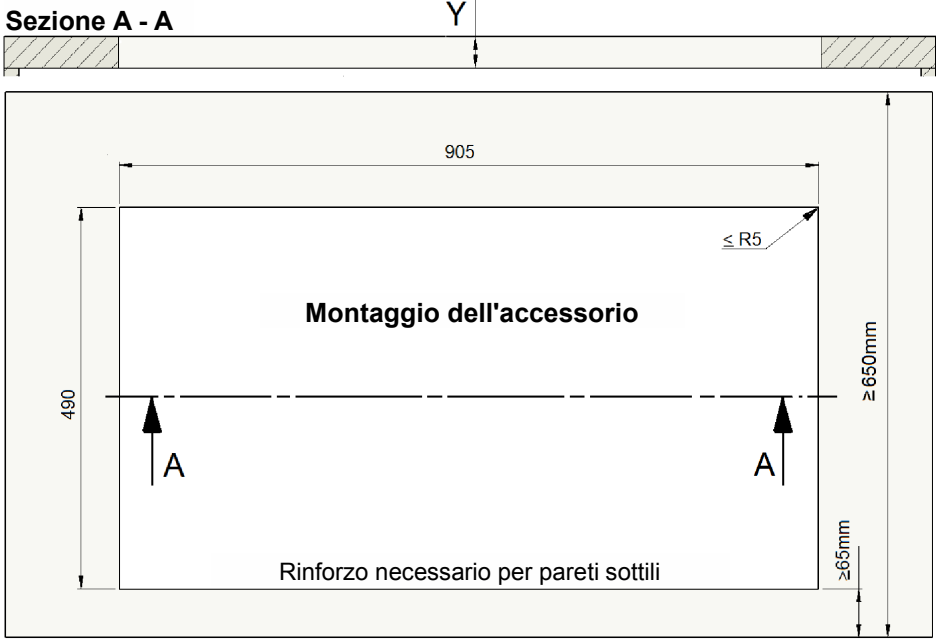 Sezione A - A
Y
905
≤ R5
Montaggio dell'accessorio
490
≥650mm
A
A
≥65mm
Rinforzo necessario per pareti sottili